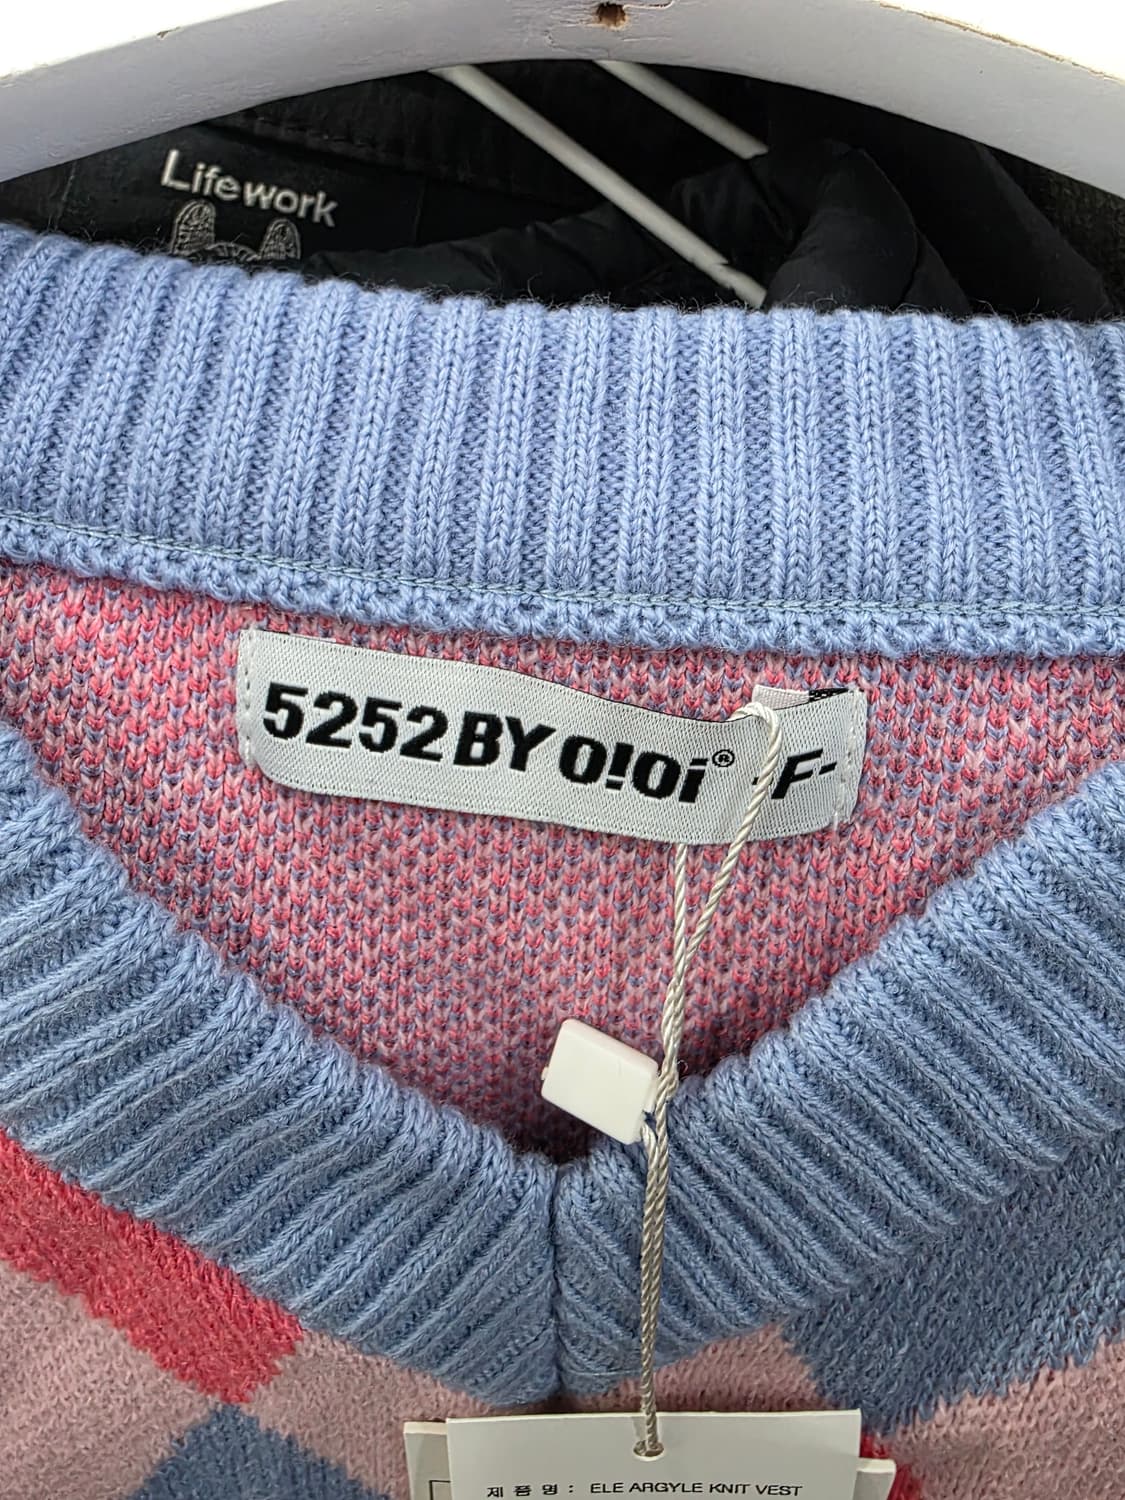 Lifework
5252 BY O!Oi® -F-
제 품 명 : ELE ARGYLE KNIT VEST